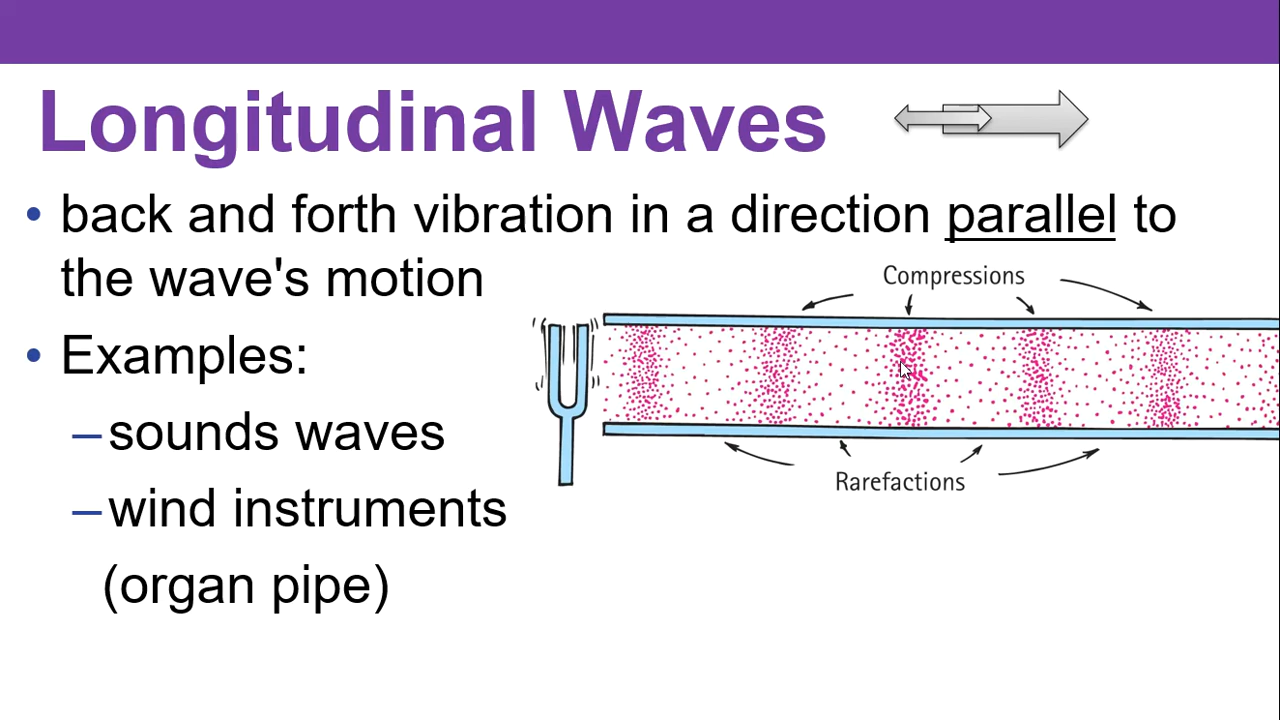 Longitudinal Waves
• back and forth vibration in a direction parallel to
the wave's motion
• Examples:
–sounds waves
–wind instruments
(organ pipe)
Compressions
Rarefactions